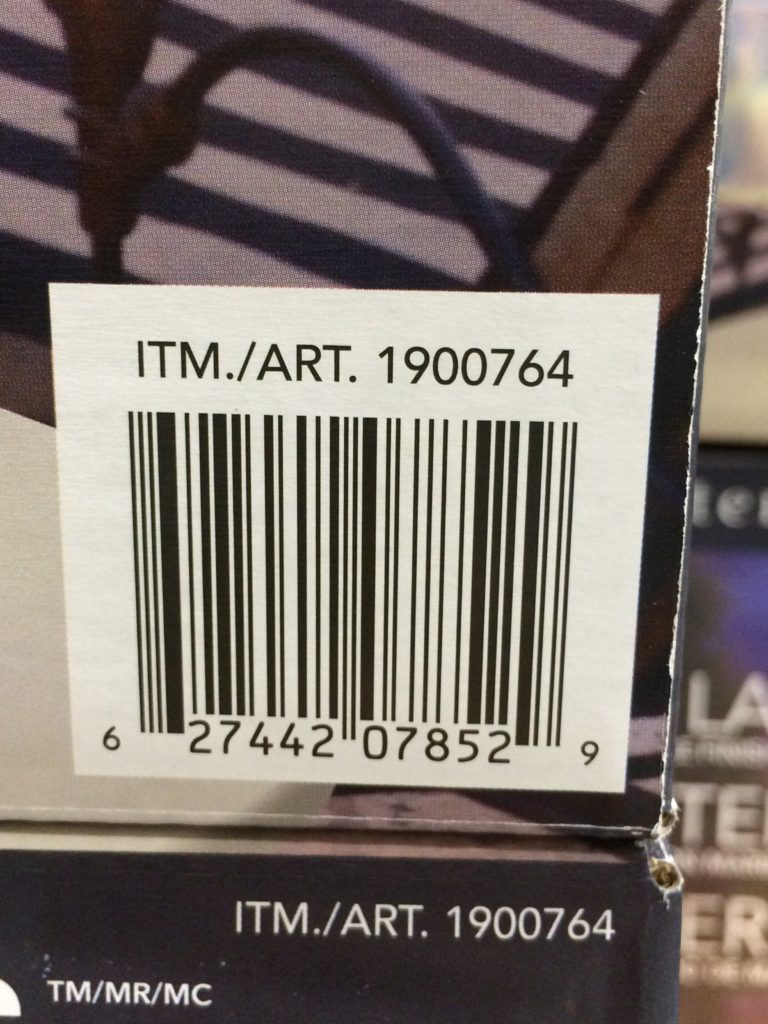 ITM./ART. 1900764
6 27442 07852 9
ITM./ART. 1900764
TM/MR/MC